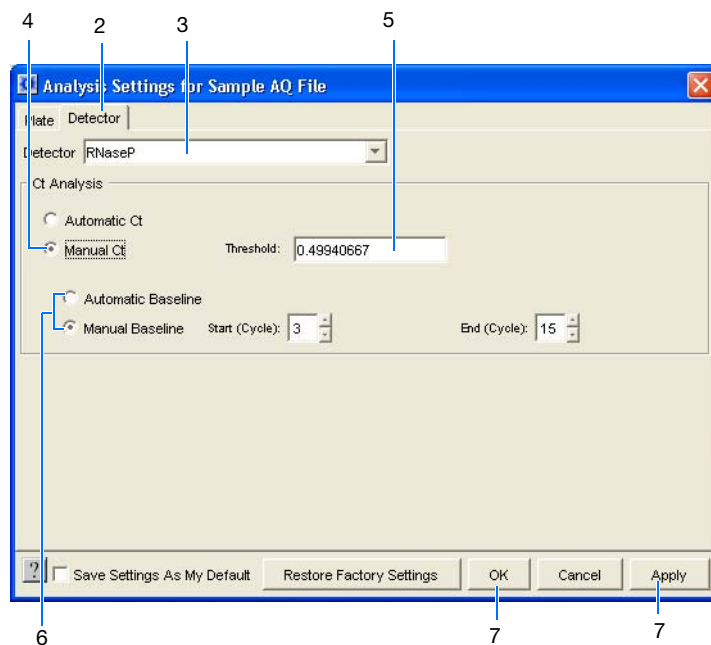 4 2 3 5
Analysis Settings for Sample AQ File
Plate Detector
Detector RNaseP
Ct Analysis
Automatic Ct
Manual Ct Threshold: 0.49940667
Automatic Baseline
Manual Baseline Start (Cycle): 3 End (Cycle): 15
? Save Settings As My Default Restore Factory Settings OK Cancel Apply
6 7 7